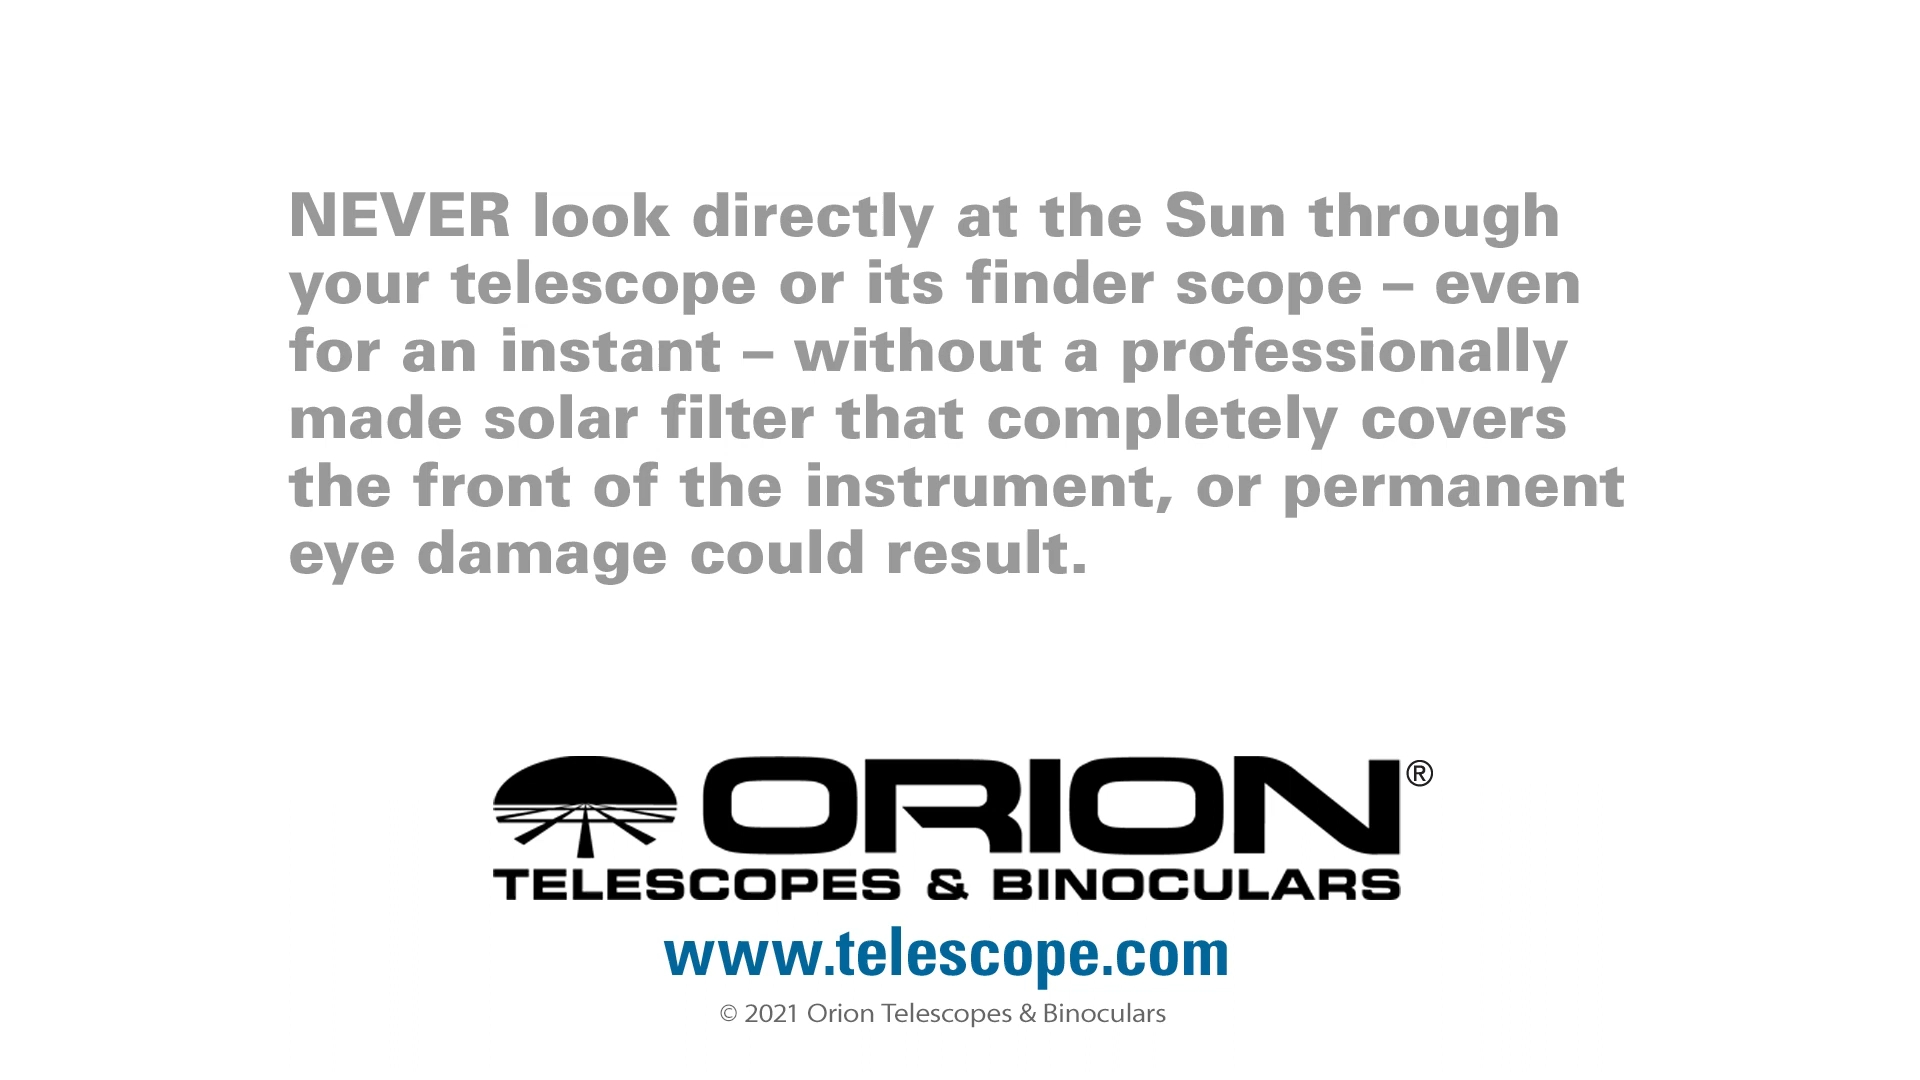 NEVER look directly at the Sun through
your telescope or its finder scope – even
for an instant – without a professionally
made solar filter that completely covers
the front of the instrument, or permanent
eye damage could result.
ORION®
TELESCOPES & BINOCULARS
www.telescope.com
© 2021 Orion Telescopes & Binoculars